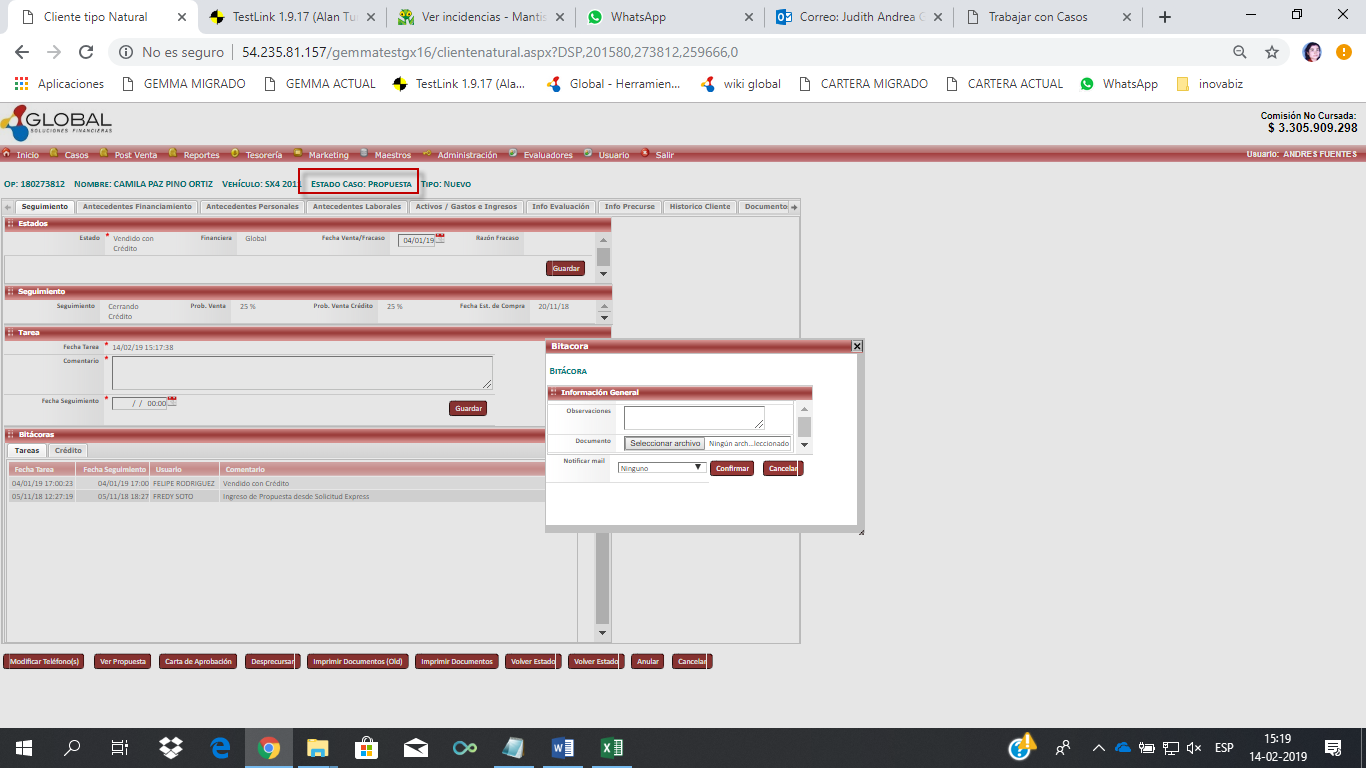 Cliente tipo Natural
TestLink 1.9.17 (Alan Tu
Ver incidencias - Mantis
WhatsApp
Correo: Judith Andrea G
Trabajar con Casos
No es seguro
54.235.81.157/gemmatestgx16/clientenatural.aspx?DSP,201580,273812,259666,0
Aplicaciones
GEMMA MIGRADO
GEMMA ACTUAL
TestLink 1.9.17 (Ala...
Global - Herramien...
wiki global
CARTERA MIGRADO
CARTERA ACTUAL
WhatsApp
inovabiz
GLOBAL
SOLUCIONES FINANCIERAS
Comisión No Cursada:
$ 3.305.909.298
Inicio Casos Post Venta Reportes Tesorería Marketing Maestros Administración Evaluadores Usuario Salir
Usuario: ANDRES FUENTES
Op: 180273812 Nombre: CAMILA PAZ PINO ORTIZ Vehículo: SX4 2011 Estado Caso: Propuesta Tipo: Nuevo
Seguimiento Antecedentes Financiamiento Antecedentes Personales Antecedentes Laborales Activos / Gastos e Ingresos Info Evaluación Info Precurse Historico Cliente Documento
Estados
Estado * Vendido con Crédito Financiera Global Fecha Venta/Fracaso 04/01/19 Razón Fracaso
Guardar
Seguimiento
Seguimiento Cerrando Crédito Prob. Venta 25 % Prob. Venta Crédito 25 % Fecha Est. de Compra 20/11/18
Tarea
Fecha Tarea * 14/02/19 15:17:38
Comentario *
Fecha Seguimiento * / / 00:00
Guardar
Bitácoras
Tareas Crédito
Fecha Tarea Fecha Seguimiento Usuario Comentario
04/01/19 17:00:23 04/01/19 17:00 FELIPE RODRIGUEZ Vendido con Crédito
05/11/18 12:27:19 05/11/18 18:27 FREDY SOTO Ingreso de Propuesta desde Solicitud Express
Bitacora
Bitácora
Información General
Observaciones
Documento Seleccionar archivo Ningún arch...leccionado
Notificar mail Ninguno Confirmar Cancelar
Modificar Teléfono(s) Ver Propuesta Carta de Aprobación Desprecursar Imprimir Documentos (Old) Imprimir Documentos Volver Estado Volver Estado Anular Cancelar
ESP
15:19
14-02-2019